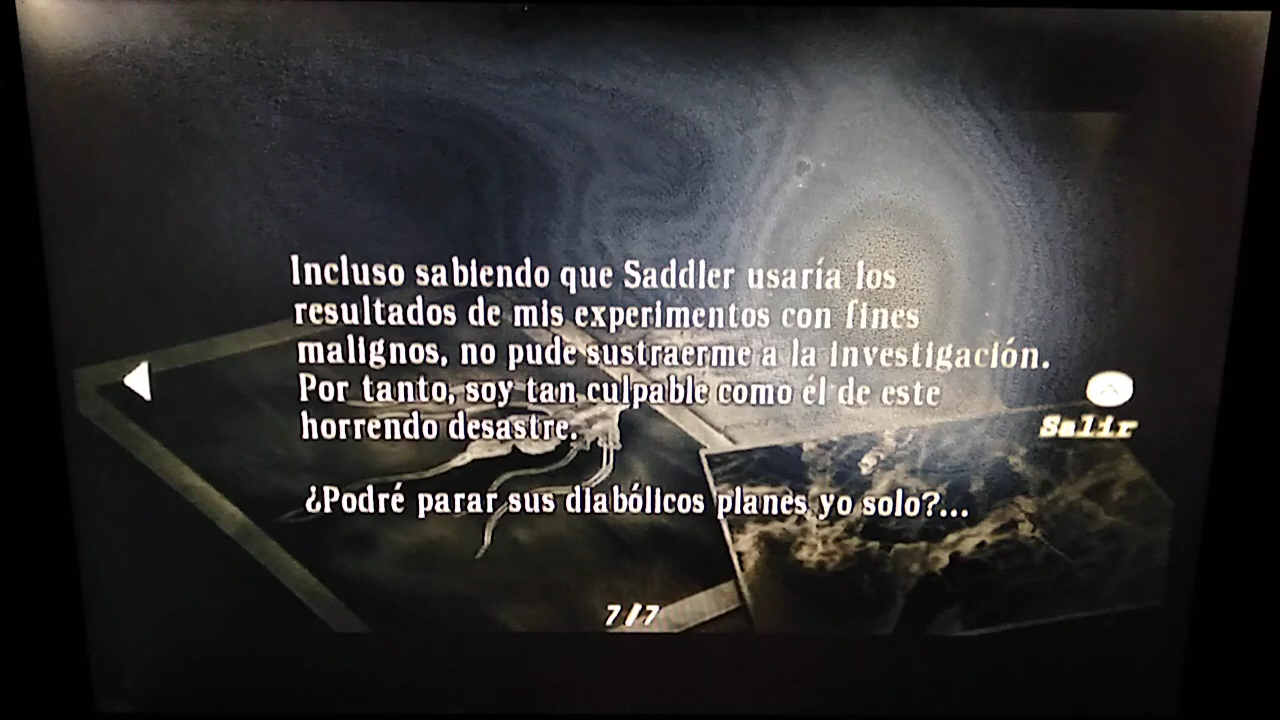 Incluso sabiendo que Saddler usaría los
resultados de mis experimentos con fines
malignos, no pude sustraerme a la investigación.
Por tanto, soy tan culpable como él de este
horrendo desastre.
¿Podré parar sus diabólicos planes yo solo?...
Salir
7/7